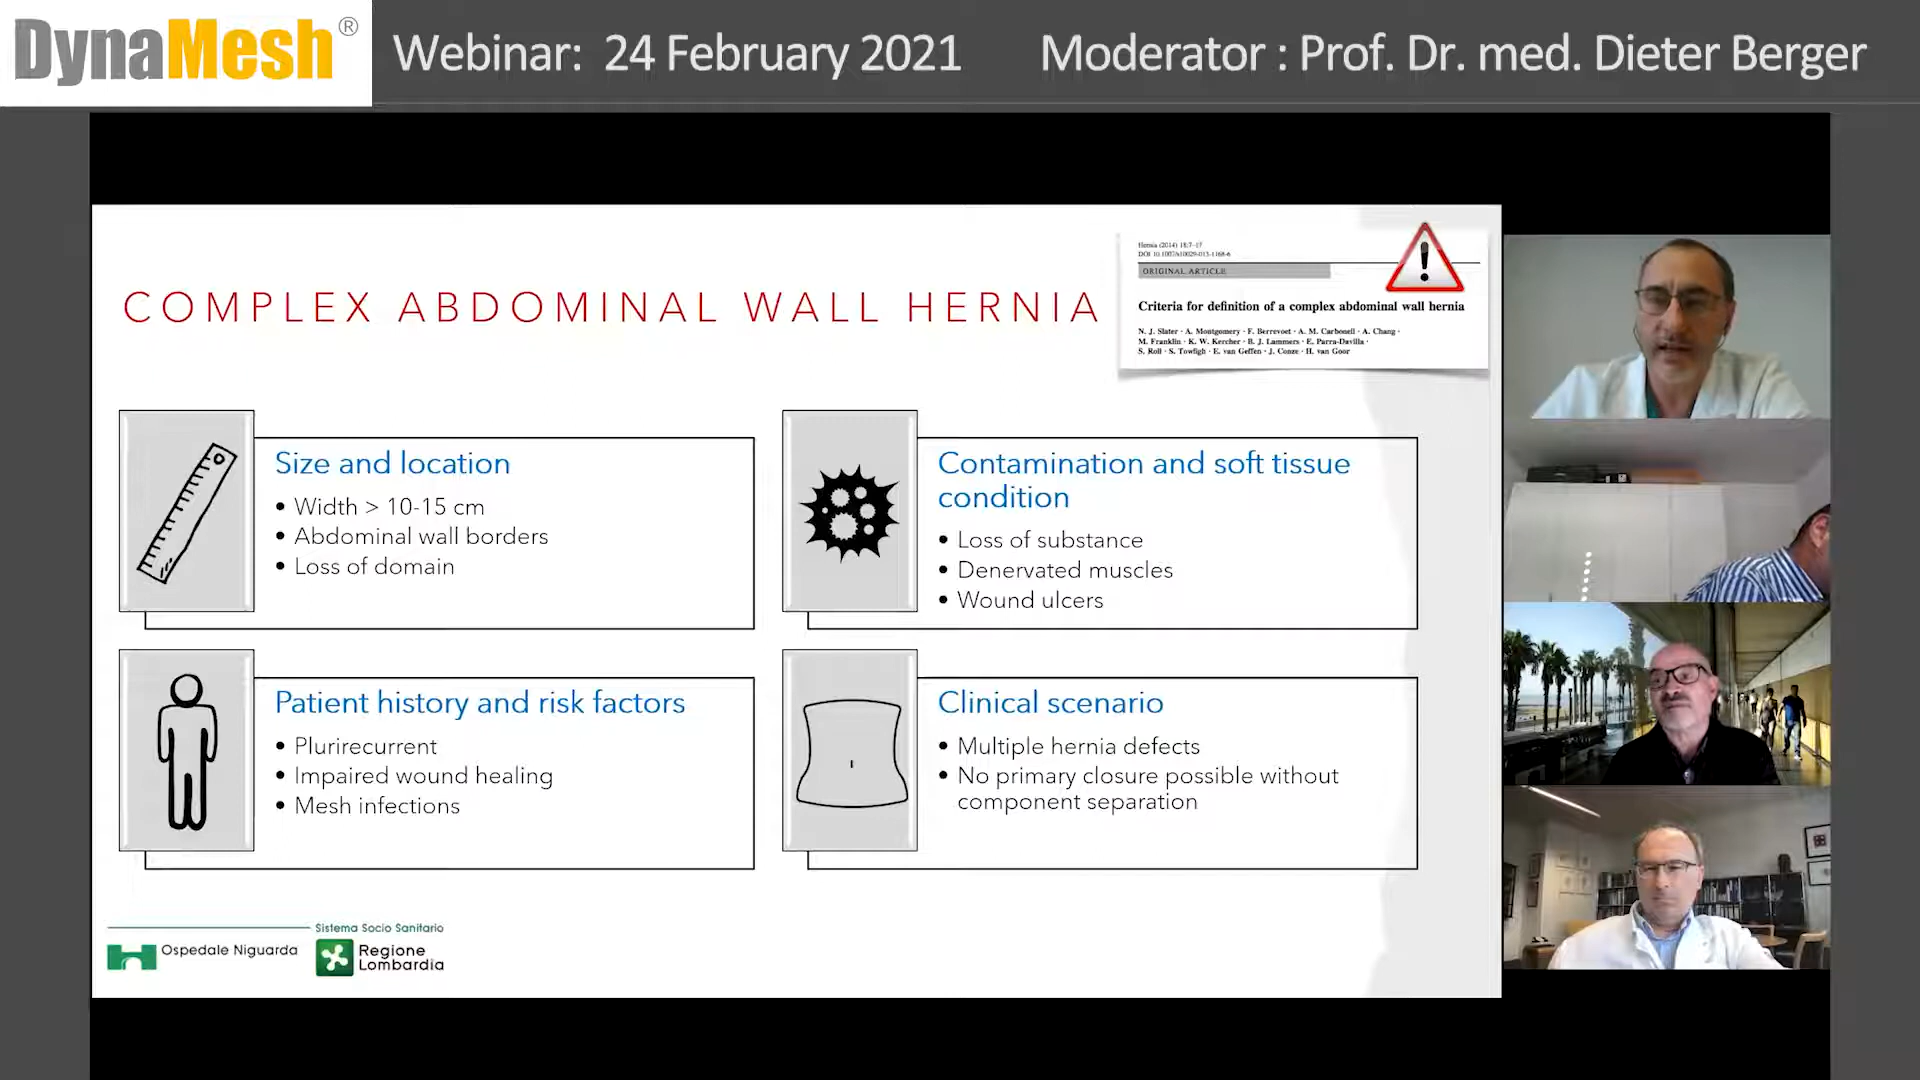 DynaMesh®
Webinar: 24 February 2021
Moderator : Prof. Dr. med. Dieter Berger
COMPLEX ABDOMINAL WALL HERNIA
Hernia (2014) 18:7–17
DOI 10.1007/s10029-013-1168-6
ORIGINAL ARTICLE
Criteria for definition of a complex abdominal wall hernia
N. J. Slater · A. Montgomery · F. Berrevoet · A. M. Carbonell · A. Chang ·
M. Franklin · K. W. Kercher · B. J. Lammers · E. Parra-Davilla ·
S. Roll · S. Towfigh · E. van Geffen · J. Conze · H. van Goor
Size and location
• Width > 10-15 cm
• Abdominal wall borders
• Loss of domain
Contamination and soft tissue
condition
• Loss of substance
• Denervated muscles
• Wound ulcers
Patient history and risk factors
• Plurirecurrent
• Impaired wound healing
• Mesh infections
Clinical scenario
• Multiple hernia defects
• No primary closure possible without
component separation
Ospedale Niguarda
Sistema Socio Sanitario
Regione
Lombardia